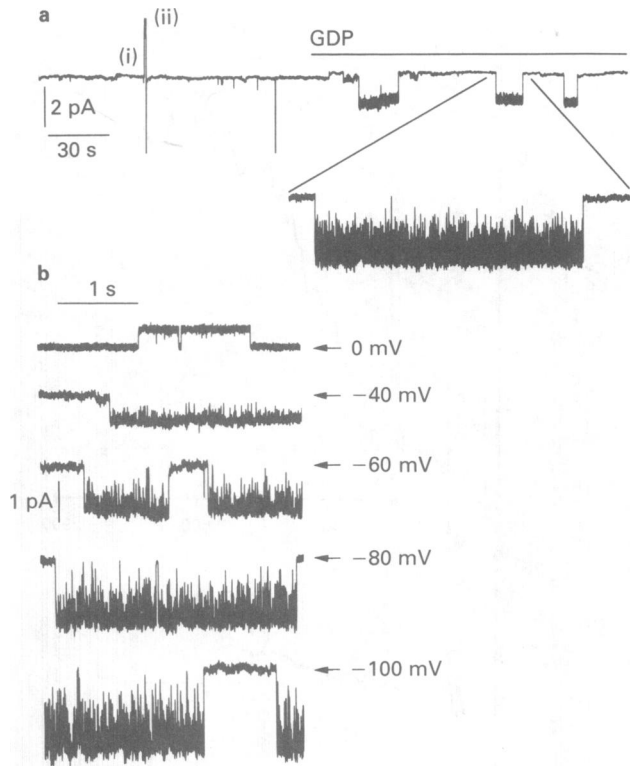 a
(ii)
(i)
GDP
2 pA
30 s
b
1 s
0 mV
−40 mV
−60 mV
1 pA
−80 mV
−100 mV